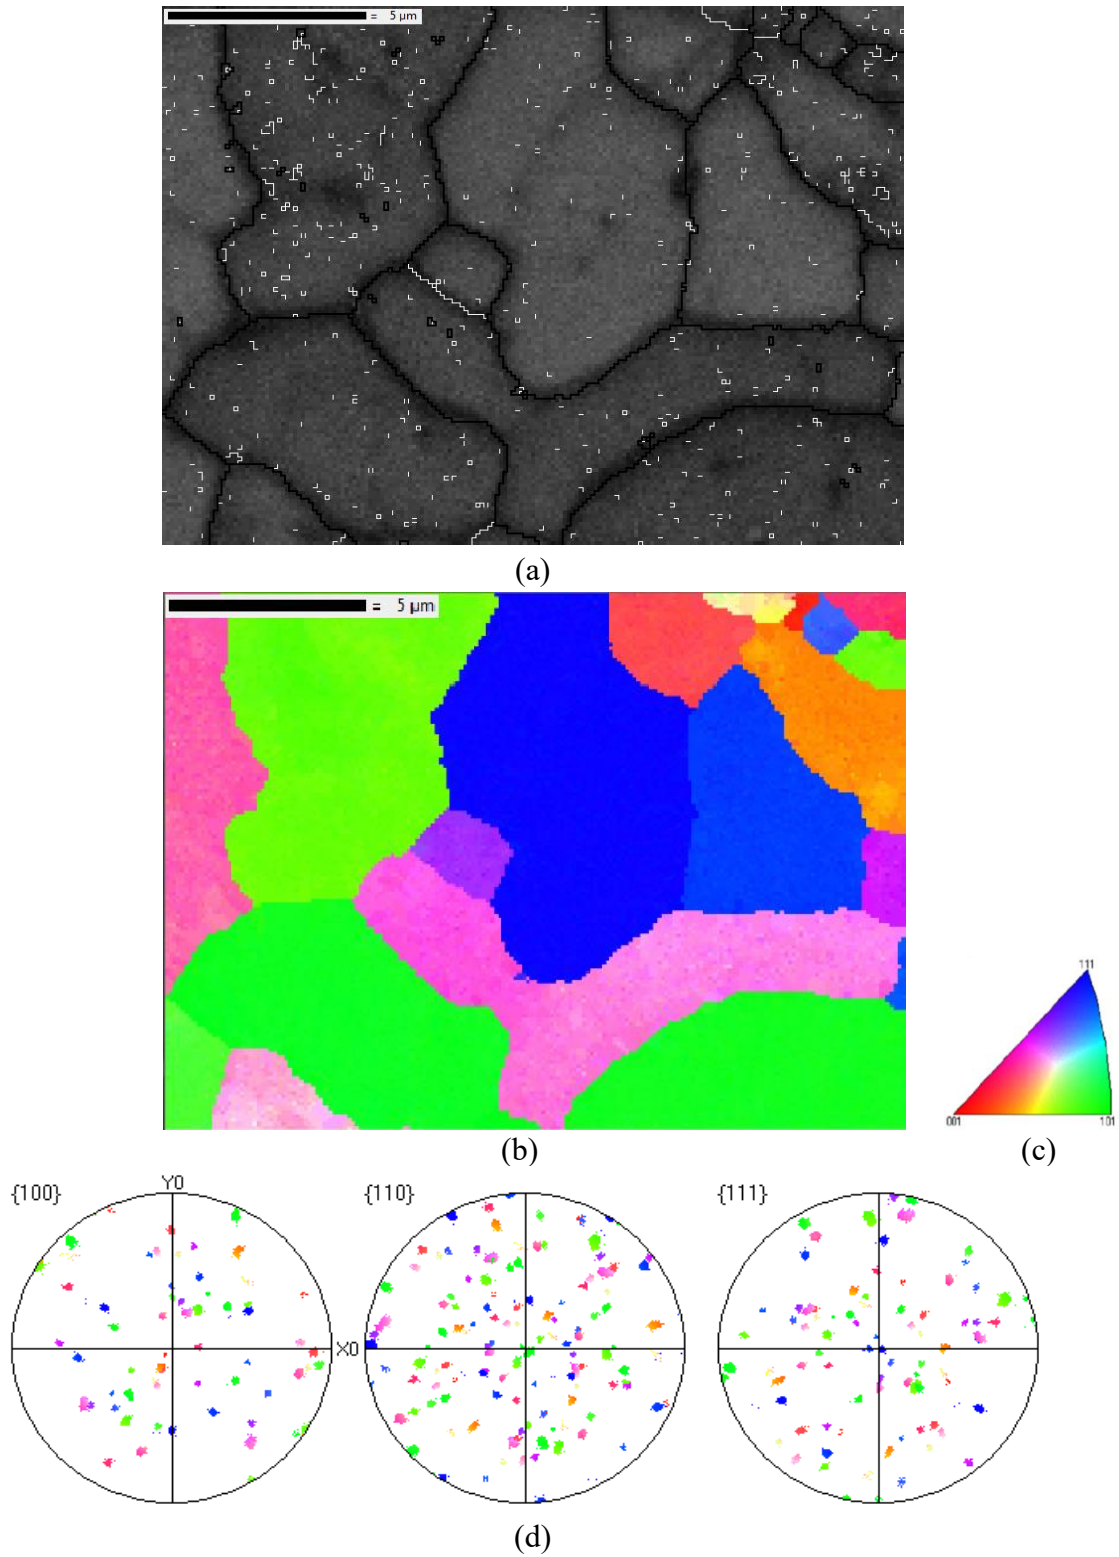 = 5 µm
(a)
= 5 µm
111
001
101
(b)
(c)
{100}
Y0
{110}
{111}
X0
(d)